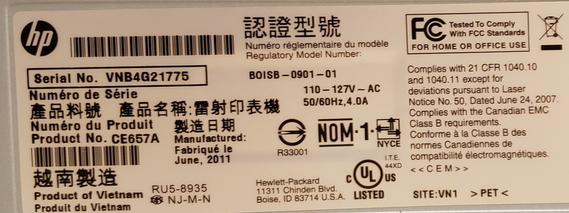 hp
認證型號
Numéro réglementaire du modèle
Regulatory Model Number:
FC Tested To Comply
With FCC Standards
FOR HOME OR OFFICE USE
Serial No. VNB4G21775
Numéro de Série
BOISB-0901-01
110-127V~AC
50/60Hz,4.0A
Complies with 21 CFR 1040.10
and 1040.11 except for
deviations pursuant to Laser
Notice No. 50, Dated June 24, 2007.
Complies with the Canadian EMC
Class B requirements.
Conforme à la Classe B des
normes Canadiennes de
compatibilité électromagnétiques.
<<CEM>>
產品料號 產品名稱:雷射印表機
Numéro du Produit 製造日期
Product No. CE657A
Manufactured:
Fabriqué le
June, 2011
R33001
NOM-1
NYCE
越南製造
Product of Vietnam
Produit du Vietnam
RU5-8935
NJ-M-N
Hewlett-Packard
11311 Chinden Blvd.
Boise, ID 83714 U.S.A.
I.T.E.
44XD
c UL us
LISTED
SITE:VN1 >PET<